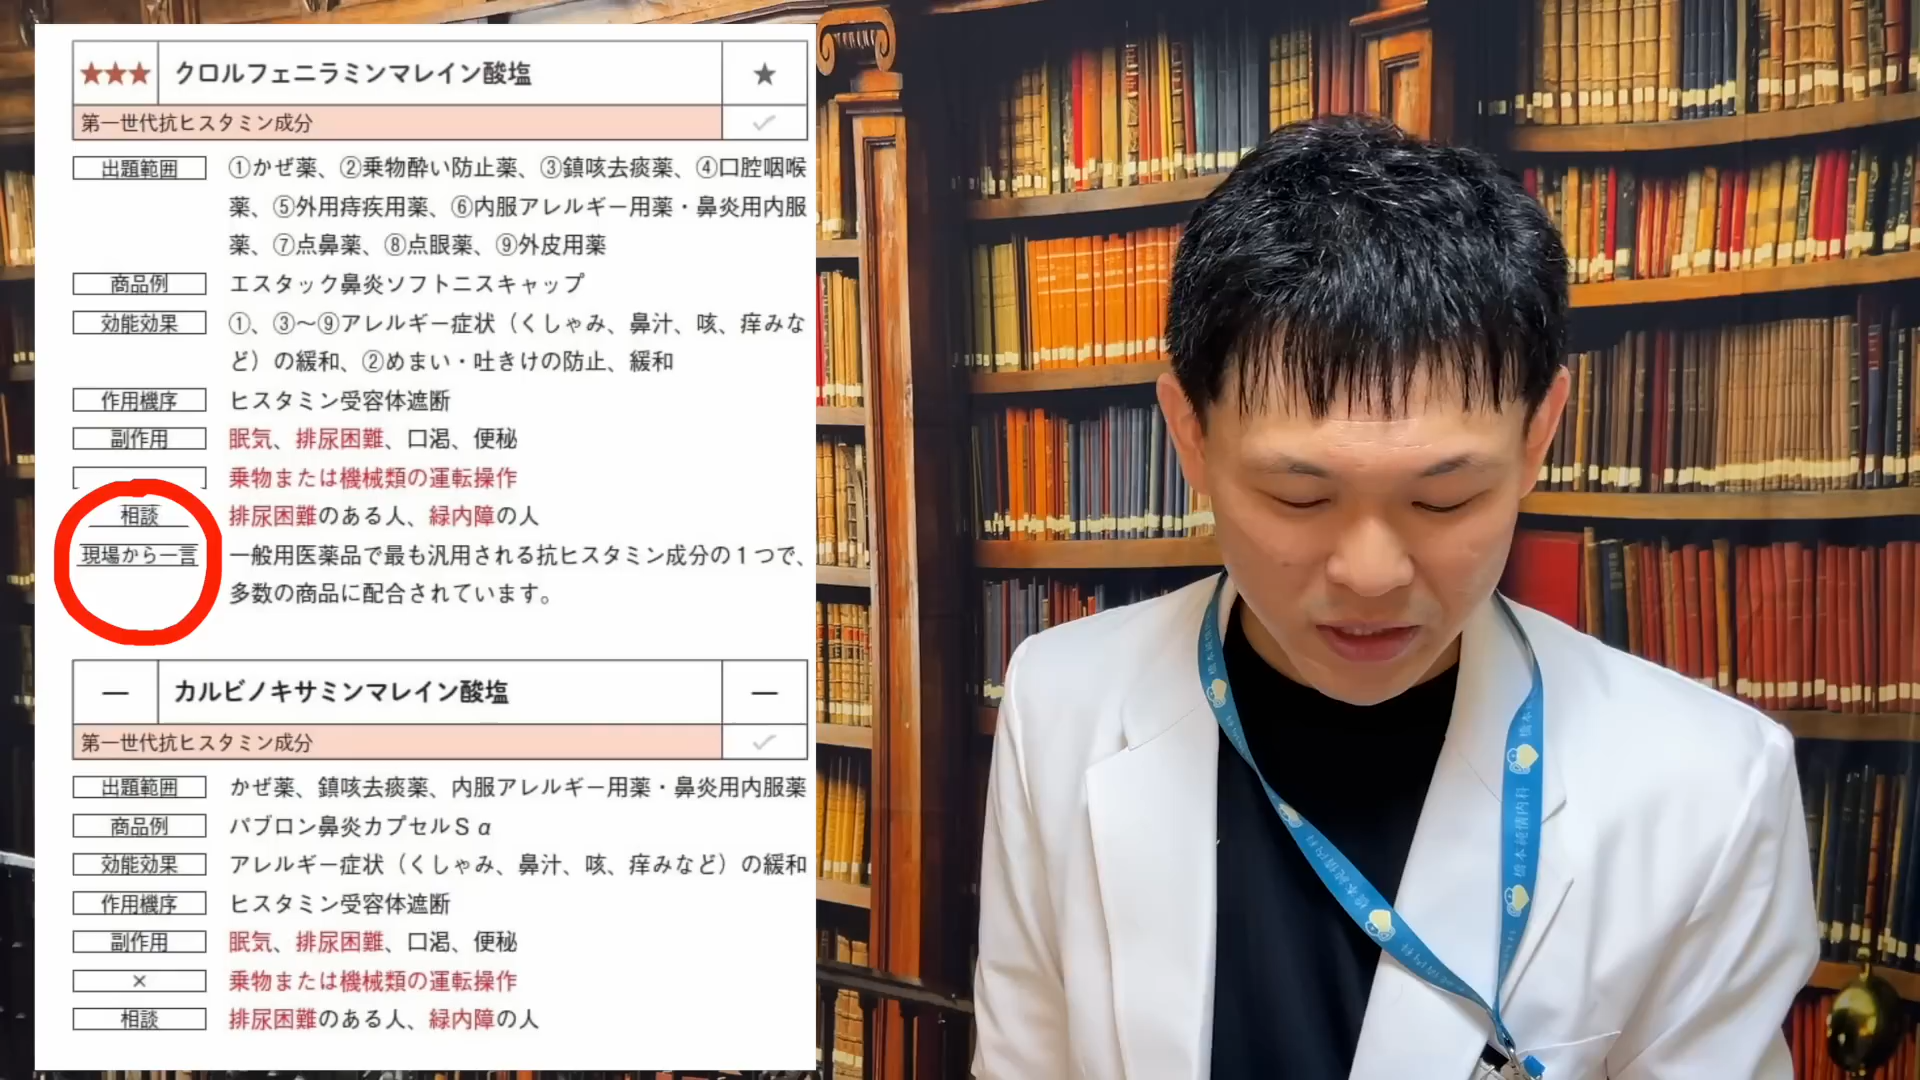 ★★★ クロルフェニラミンマレイン酸塩 ★
第一世代抗ヒスタミン成分 ✓
出題範囲 ①かぜ薬、②乗物酔い防止薬、③鎮咳去痰薬、④口腔咽喉
薬、⑤外用痔疾用薬、⑥内服アレルギー用薬・鼻炎用内服
薬、⑦点鼻薬、⑧点眼薬、⑨外皮用薬
商品例 エスタック鼻炎ソフトニスキャップ
効能効果 ①、③～⑨アレルギー症状（くしゃみ、鼻汁、咳、痒みな
ど）の緩和、②めまい・吐きけの防止、緩和
作用機序 ヒスタミン受容体遮断
副作用 眠気、排尿困難、口渇、便秘
乗物または機械類の運転操作
相談 排尿困難のある人、緑内障の人
現場から一言 一般用医薬品で最も汎用される抗ヒスタミン成分の１つで、
多数の商品に配合されています。
― カルビノキサミンマレイン酸塩 ―
第一世代抗ヒスタミン成分 ✓
出題範囲 かぜ薬、鎮咳去痰薬、内服アレルギー用薬・鼻炎用内服薬
商品例 パブロン鼻炎カプセルＳα
効能効果 アレルギー症状（くしゃみ、鼻汁、咳、痒みなど）の緩和
作用機序 ヒスタミン受容体遮断
副作用 眠気、排尿困難、口渇、便秘
× 乗物または機械類の運転操作
相談 排尿困難のある人、緑内障の人
橋本純情内科